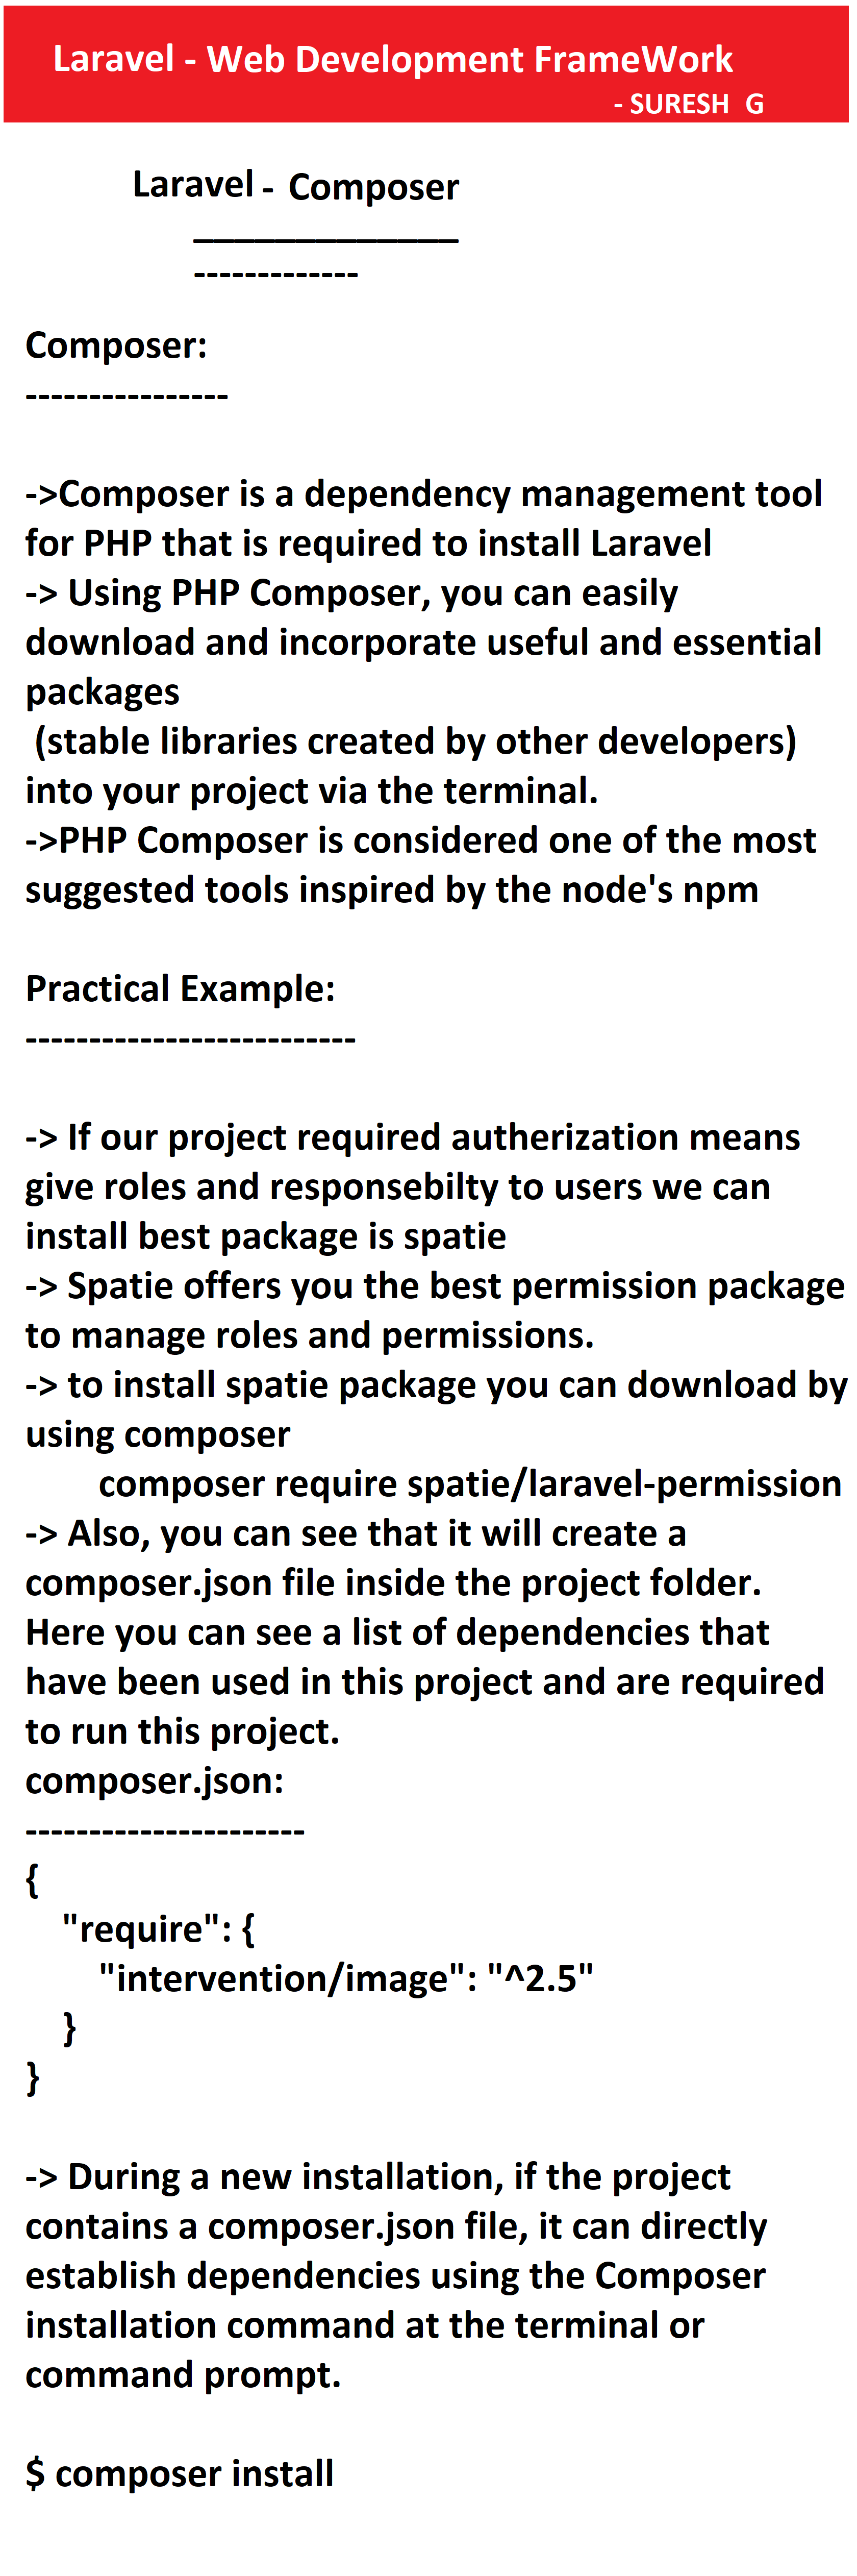 Laravel - Web Development FrameWork
- SURESH  G
Laravel -  Composer
_______________
-------------
Composer:
----------------
->Composer is a dependency management tool
for PHP that is required to install Laravel
-> Using PHP Composer, you can easily
download and incorporate useful and essential
packages
 (stable libraries created by other developers)
into your project via the terminal.
->PHP Composer is considered one of the most
suggested tools inspired by the node's npm
Practical Example:
--------------------------
-> If our project required autherization means
give roles and responsebilty to users we can
install best package is spatie
-> Spatie offers you the best permission package
to manage roles and permissions.
-> to install spatie package you can download by
using composer
        composer require spatie/laravel-permission
-> Also, you can see that it will create a
composer.json file inside the project folder.
Here you can see a list of dependencies that
have been used in this project and are required
to run this project.
composer.json:
----------------------
{
    "require": {
        "intervention/image": "^2.5"
    }
}
-> During a new installation, if the project
contains a composer.json file, it can directly
establish dependencies using the Composer
installation command at the terminal or
command prompt.
$ composer install